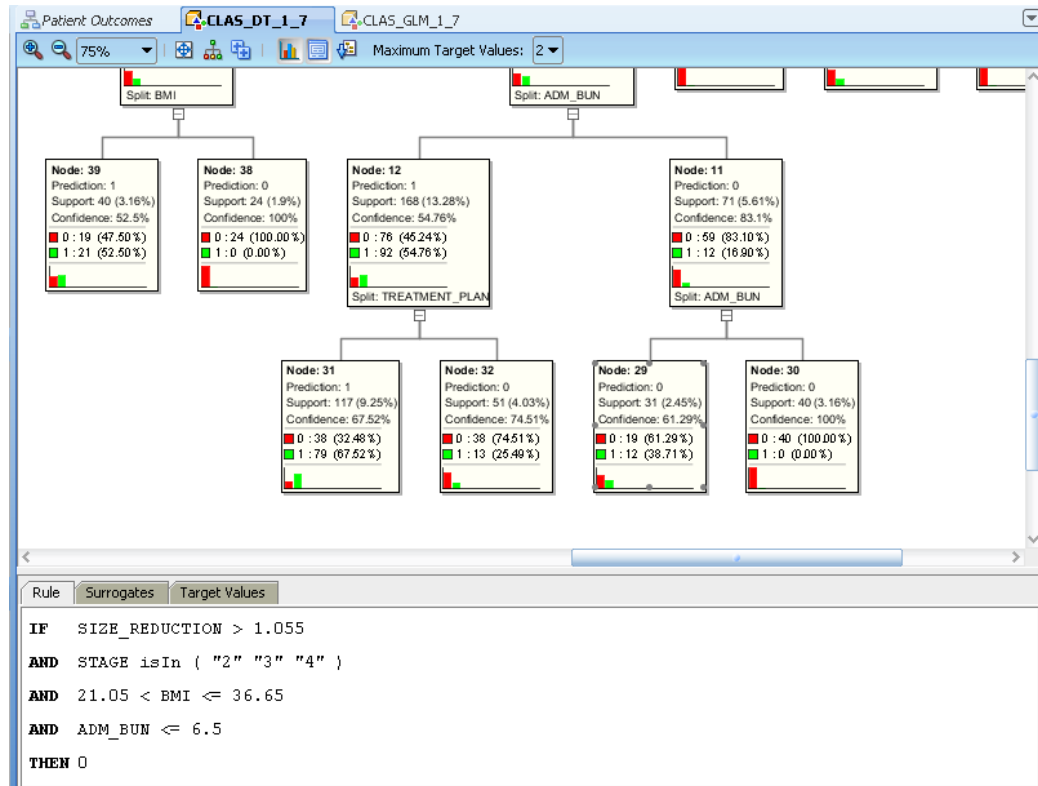 Patient Outcomes CLAS_DT_1_7 CLAS_GLM_1_7
75% Maximum Target Values: 2
Split: BMI
Split: ADM_BUN
Node: 39
Prediction: 1
Support: 40 (3.16%)
Confidence: 52.5%
0 : 19 (47.50%)
1 : 21 (52.50%)
Node: 38
Prediction: 0
Support: 24 (1.9%)
Confidence: 100%
0 : 24 (100.00%)
1 : 0 (0.00%)
Node: 12
Prediction: 1
Support: 168 (13.28%)
Confidence: 54.76%
0 : 76 (45.24%)
1 : 92 (54.76%)
Split: TREATMENT_PLAN
Node: 11
Prediction: 0
Support: 71 (5.61%)
Confidence: 83.1%
0 : 59 (83.10%)
1 : 12 (16.90%)
Split: ADM_BUN
Node: 31
Prediction: 1
Support: 117 (9.25%)
Confidence: 67.52%
0 : 38 (32.48%)
1 : 79 (67.52%)
Node: 32
Prediction: 0
Support: 51 (4.03%)
Confidence: 74.51%
0 : 38 (74.51%)
1 : 13 (25.49%)
Node: 29
Prediction: 0
Support: 31 (2.45%)
Confidence: 61.29%
0 : 19 (61.29%)
1 : 12 (38.71%)
Node: 30
Prediction: 0
Support: 40 (3.16%)
Confidence: 100%
0 : 40 (100.00%)
1 : 0 (0.00%)
Rule Surrogates Target Values
IF SIZE_REDUCTION > 1.055
AND STAGE isIn ( "2" "3" "4" )
AND 21.05 < BMI <= 36.65
AND ADM_BUN <= 6.5
THEN 0